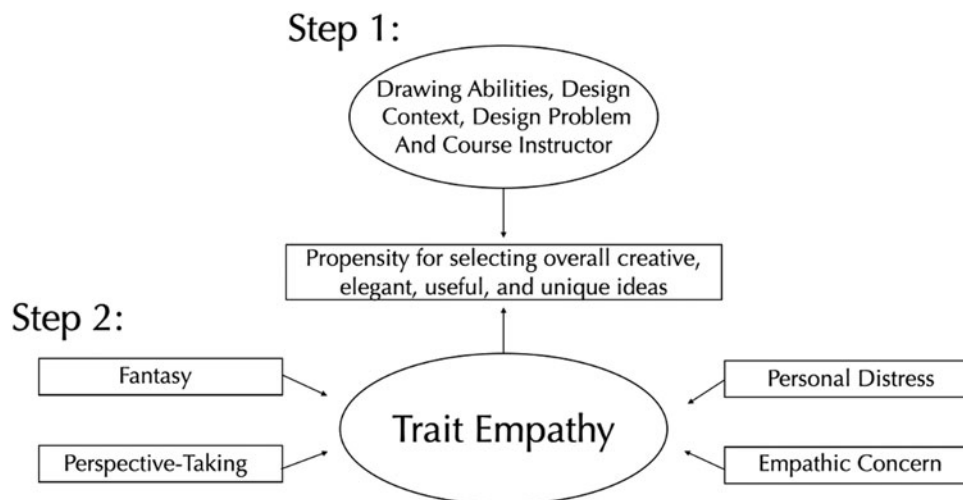 Step 1:
Drawing Abilities, Design
Context, Design Problem
And Course Instructor
Propensity for selecting overall creative,
elegant, useful, and unique ideas
Step 2:
Fantasy
Personal Distress
Trait Empathy
Perspective-Taking
Empathic Concern